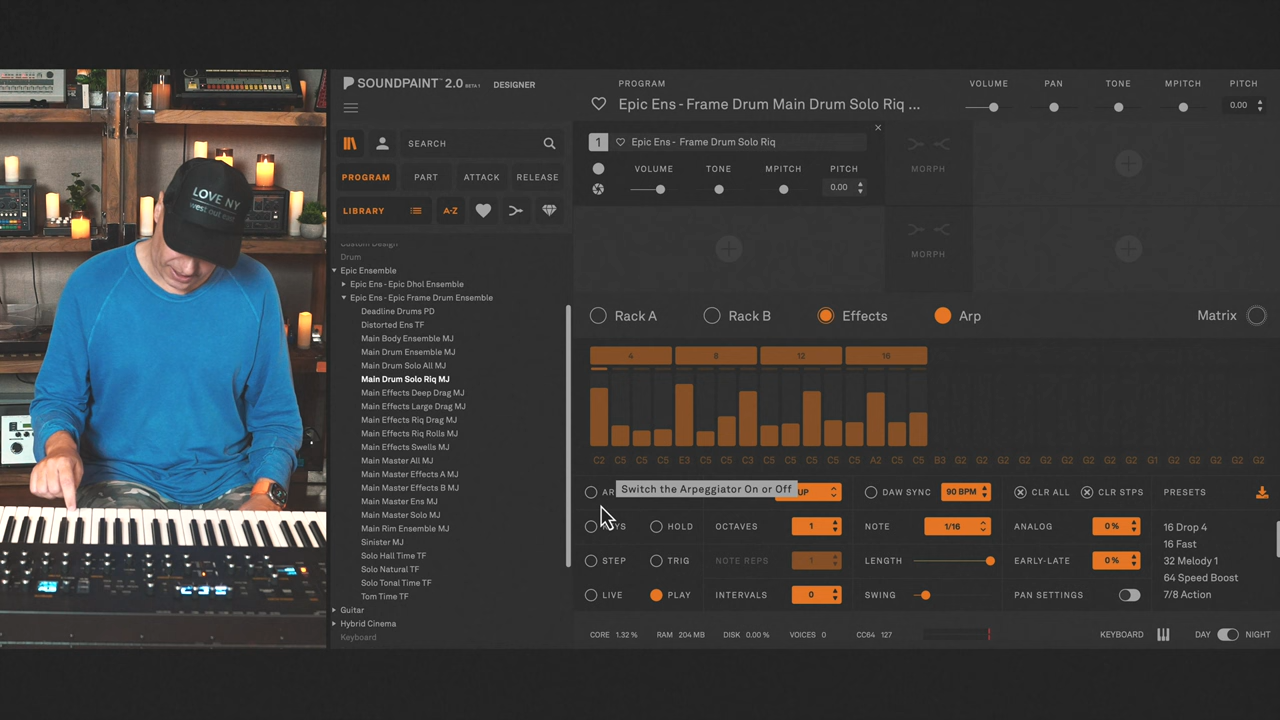 LOVE NY
SOUNDPAINT 2.0 BETA 1 DESIGNER
PROGRAM
Epic Ens - Frame Drum Main Drum Solo Riq ...
VOLUME PAN TONE MPITCH PITCH
0.00
SEARCH
PROGRAM PART ATTACK RELEASE
LIBRARY A-Z
1 Epic Ens - Frame Drum Solo Riq
VOLUME TONE MPITCH PITCH
0.00
MORPH
MORPH
Custom Design
Drum
Epic Ensemble
Epic Ens - Epic Dhol Ensemble
Epic Ens - Epic Frame Drum Ensemble
Deadline Drums PD
Distorted Ens TF
Main Body Ensemble MJ
Main Drum Ensemble MJ
Main Drum Solo All MJ
Main Drum Solo Riq MJ
Main Effects Deep Drag MJ
Main Effects Large Drag MJ
Main Effects Riq Drag MJ
Main Effects Riq Rolls MJ
Main Effects Swells MJ
Main Master All MJ
Main Master Effects A MJ
Main Master Effects B MJ
Main Master Ens MJ
Main Master Solo MJ
Main Rim Ensemble MJ
Sinister MJ
Solo Hall Time TF
Solo Natural TF
Solo Tonal Time TF
Tom Time TF
Guitar
Hybrid Cinema
Keyboard
Rack A Rack B Effects Arp Matrix
4 8 12 16
C2 C5 C5 C5 E3 C5 C5 C3 C5 C5 C5 C5 C5 A2 C5 C5 B3 G2 G2 G2 G2 G2 G2 G2 G2 G2 G1 G2 G2 G2 G2 G2
Switch the Arpeggiator On or Off
UP DAW SYNC 90 BPM CLR ALL CLR STPS PRESETS
HOLD OCTAVES 1 NOTE 1/16 ANALOG 0 %
STEP TRIG NOTE REPS 1 LENGTH EARLY-LATE 0 %
LIVE PLAY INTERVALS 0 SWING PAN SETTINGS
16 Drop 4
16 Fast
32 Melody 1
64 Speed Boost
7/8 Action
CORE 1.32 % RAM 204 MB DISK 0.00 % VOICES 0 CC64 127 KEYBOARD DAY NIGHT